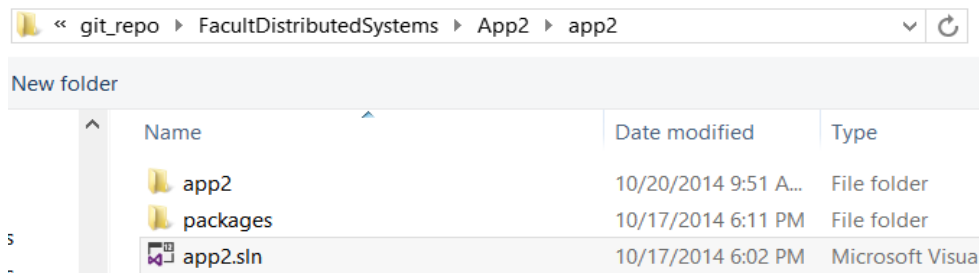 « git_repo FacultDistributedSystems App2 app2
New folder
Name Date modified Type
app2 10/20/2014 9:51 A... File folder
packages 10/17/2014 6:11 PM File folder
app2.sln 10/17/2014 6:02 PM Microsoft Visua